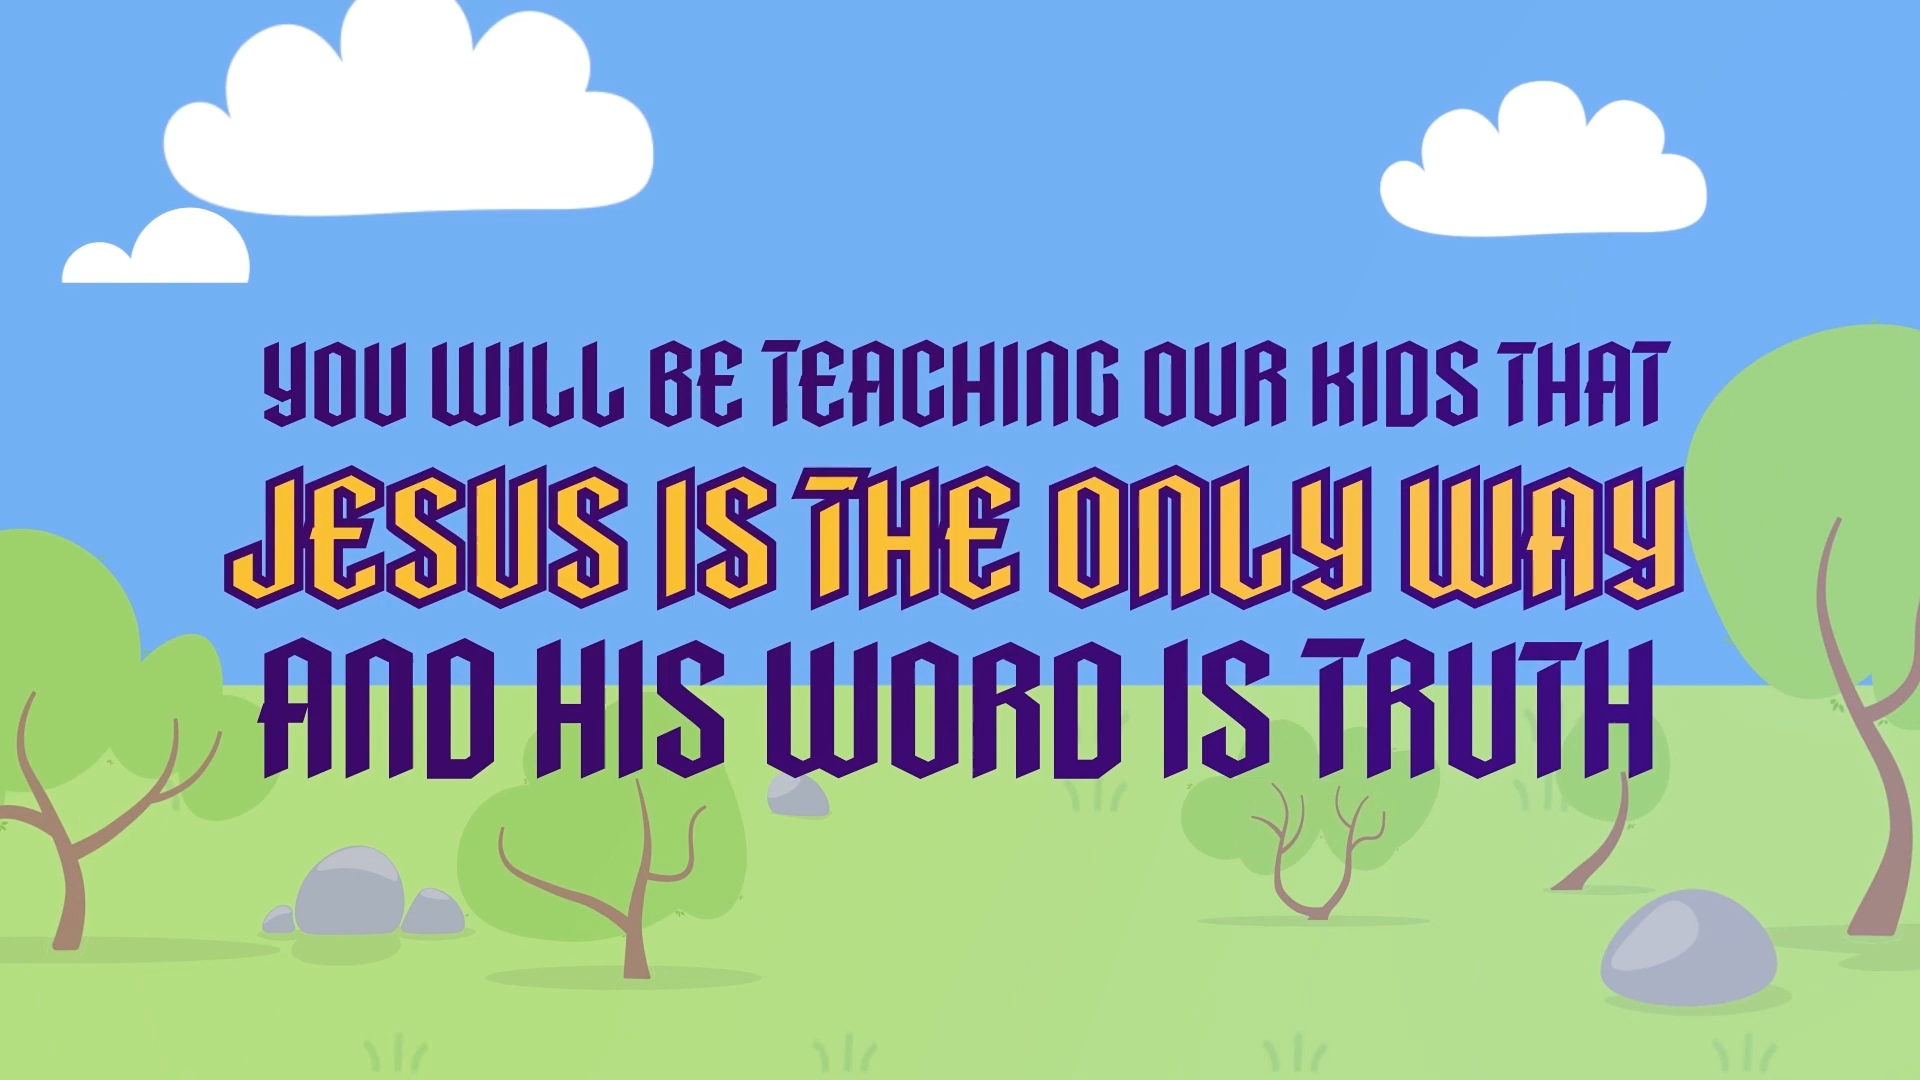 YOU WILL BE TEACHING OUR KIDS THAT
JESUS IS THE ONLY WAY
AND HIS WORD IS TRUTH